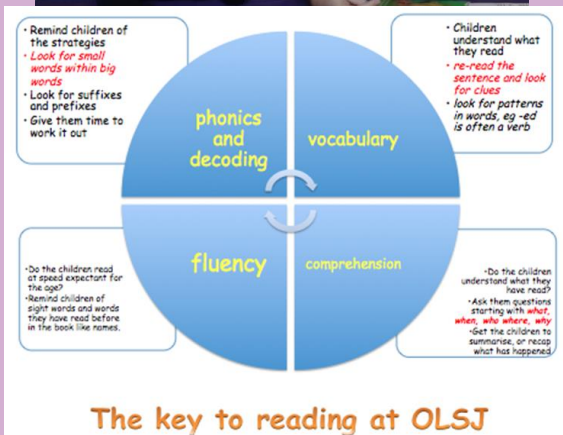 • Remind children of
the strategies
• Look for small
words within big
words
• Look for suffixes
and prefixes
• Give them time to
work it out
• Children
understand what
they read
• re-read the
sentence and look
for clues
• look for patterns
in words, eg -ed
is often a verb
phonics
and
decoding
vocabulary
fluency
comprehension
•Do the children read
at speed expectant for
the age?
•Remind children of
sight words and words
they have read before
in the book like names.
•Do the children
understand what they
have read?
•Ask them questions
starting with what,
when, who where, why
•Get the children to
summarise, or recap
what has happened
The key to reading at OLSJ